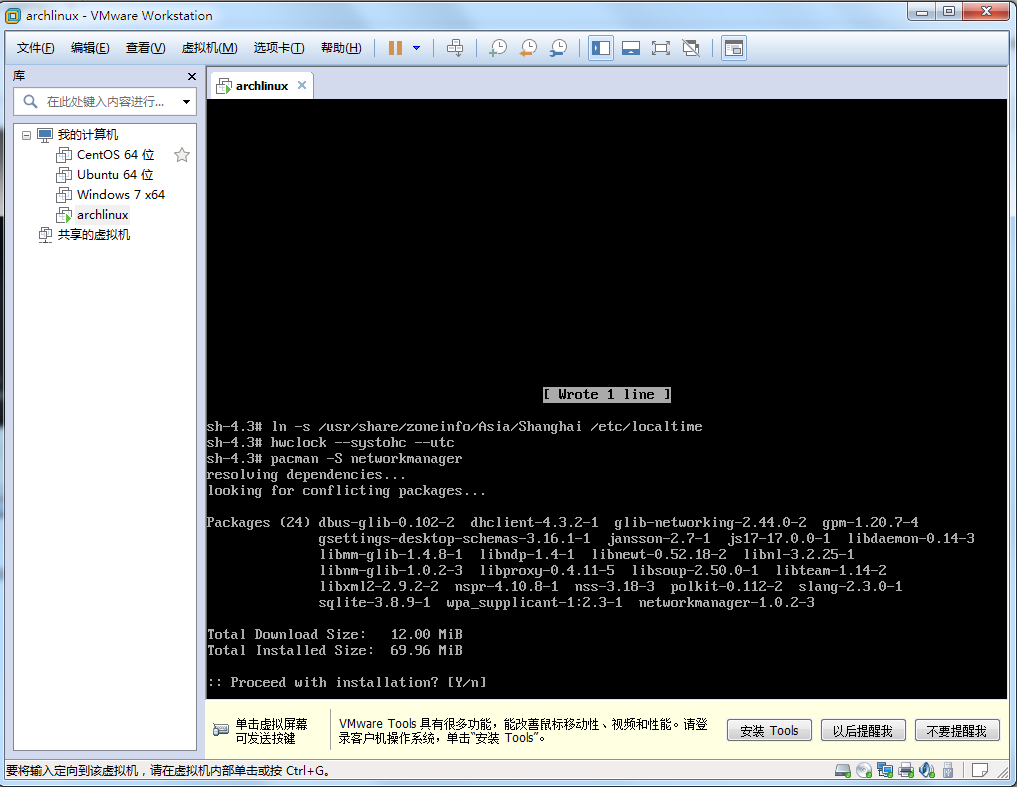 archlinux - VMware Workstation
文件(F) 编辑(E) 查看(V) 虚拟机(M) 选项卡(T) 帮助(H)
库
在此处键入内容进行...
我的计算机
CentOS 64 位
Ubuntu 64 位
Windows 7 x64
archlinux
共享的虚拟机
archlinux
[ Wrote 1 line ]
sh-4.3# ln -s /usr/share/zoneinfo/Asia/Shanghai /etc/localtime
sh-4.3# hwclock --systohc --utc
sh-4.3# pacman -S networkmanager
resolving dependencies...
looking for conflicting packages...
Packages (24) dbus-glib-0.102-2 dhclient-4.3.2-1 glib-networking-2.44.0-2 gpm-1.20.7-4
gsettings-desktop-schemas-3.16.1-1 jansson-2.7-1 js17-17.0.0-1 libdaemon-0.14-3
libmm-glib-1.4.8-1 libndp-1.4-1 libnewt-0.52.18-2 libnl-3.2.25-1
libnm-glib-1.0.2-3 libproxy-0.4.11-5 libsoup-2.50.0-1 libteam-1.14-2
libxml2-2.9.2-2 nspr-4.10.8-1 nss-3.18-3 polkit-0.112-2 slang-2.3.0-1
sqlite-3.8.9-1 wpa_supplicant-1:2.3-1 networkmanager-1.0.2-3
Total Download Size: 12.00 MiB
Total Installed Size: 69.96 MiB
:: Proceed with installation? [Y/n]
单击虚拟屏幕
可发送按键
VMware Tools 具有很多功能，能改善鼠标移动性、视频和性能。请登
录客户机操作系统，单击“安装 Tools”。
安装 Tools
以后提醒我
不要提醒我
要将输入定向到该虚拟机，请在虚拟机内部单击或按 Ctrl+G。